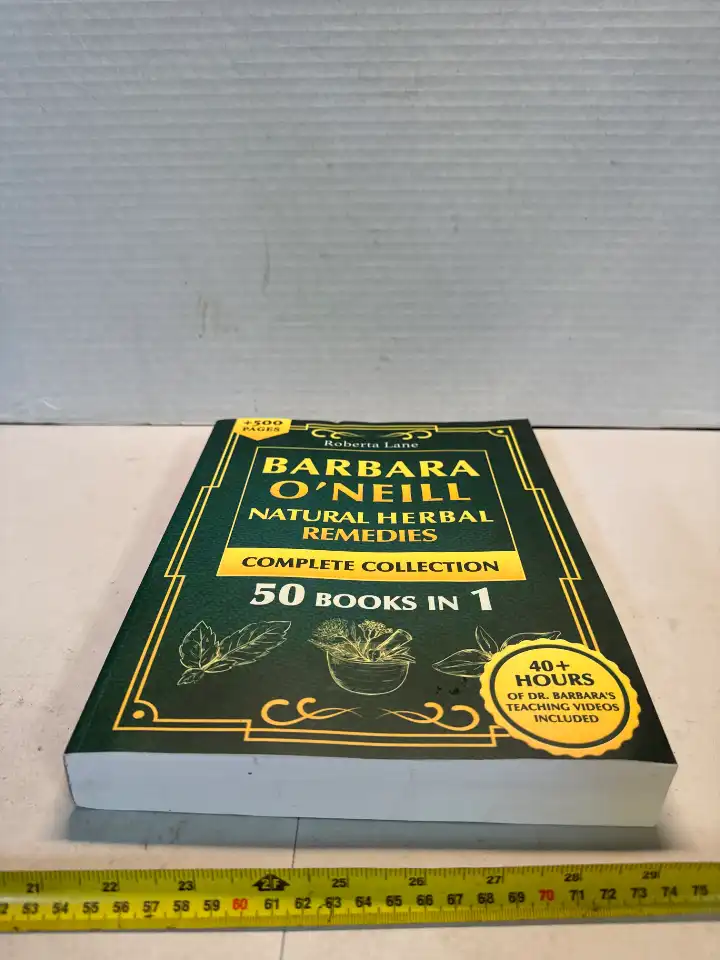 +500
PAGES
Roberta Lane
BARBARA
O'NEILL
NATURAL HERBAL
REMEDIES
COMPLETE COLLECTION
50 BOOKS IN 1
40+
HOURS
OF DR. BARBARA'S
TEACHING VIDEOS
INCLUDED
21 22 23 2F 25 26 27 28 29
53 54 55 56 57 58 59 60 61 62 63 64 65 66 67 68 69 70 71 72 73 74 75